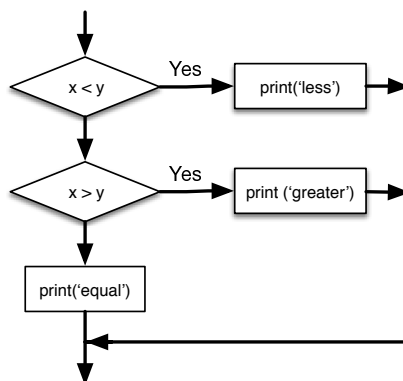 Yes
x < y
print(‘less’)
Yes
x > y
print (‘greater’)
print(‘equal’)